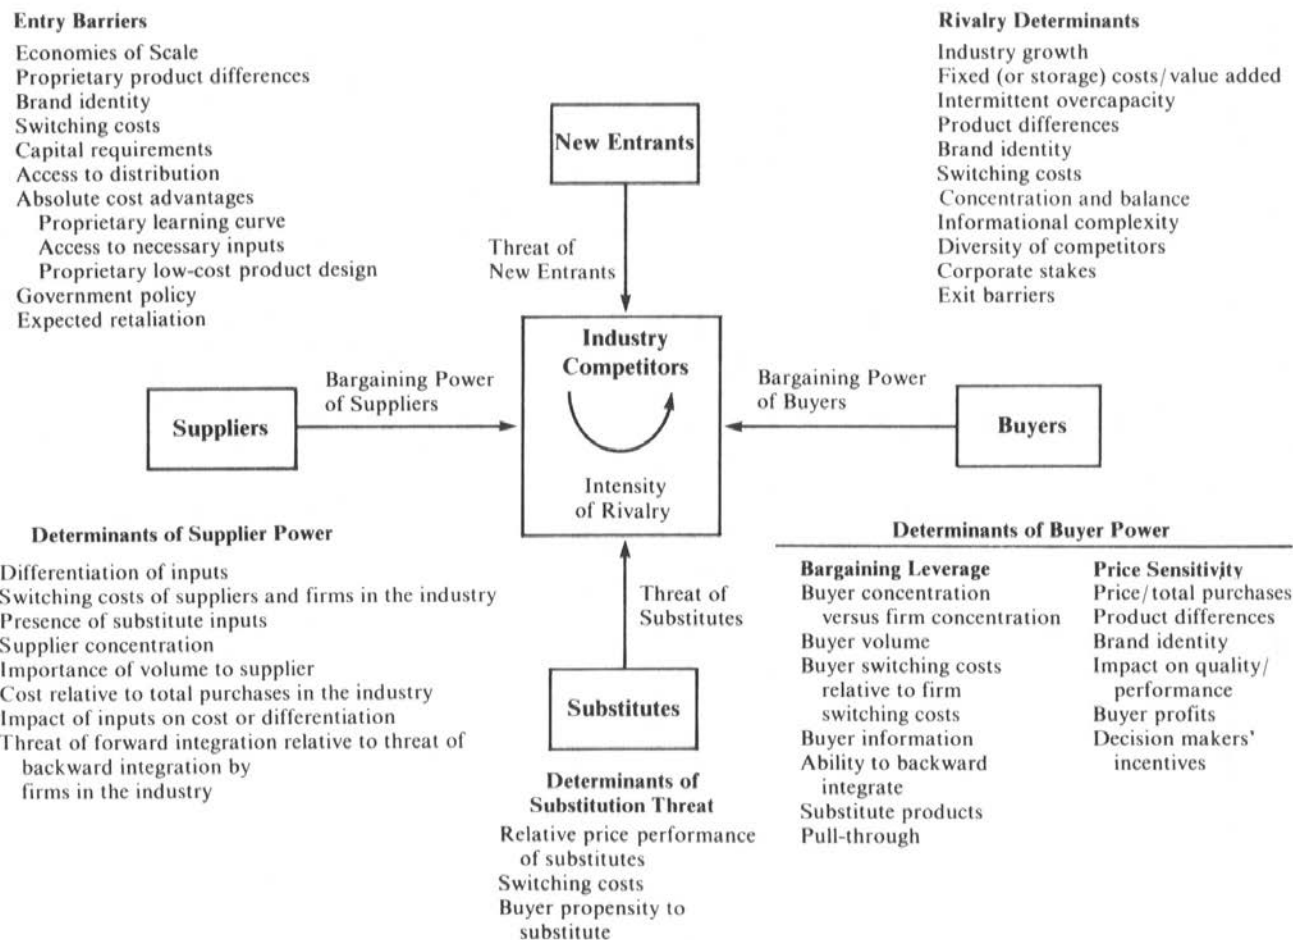 Entry Barriers
Economies of Scale
Proprietary product differences
Brand identity
Switching costs
Capital requirements
Access to distribution
Absolute cost advantages
Proprietary learning curve
Access to necessary inputs
Proprietary low-cost product design
Government policy
Expected retaliation
New Entrants
Threat of
New Entrants
Rivalry Determinants
Industry growth
Fixed (or storage) costs/value added
Intermittent overcapacity
Product differences
Brand identity
Switching costs
Concentration and balance
Informational complexity
Diversity of competitors
Corporate stakes
Exit barriers
Suppliers
Bargaining Power
of Suppliers
Industry
Competitors
Intensity
of Rivalry
Bargaining Power
of Buyers
Buyers
Determinants of Supplier Power
Differentiation of inputs
Switching costs of suppliers and firms in the industry
Presence of substitute inputs
Supplier concentration
Importance of volume to supplier
Cost relative to total purchases in the industry
Impact of inputs on cost or differentiation
Threat of forward integration relative to threat of
backward integration by
firms in the industry
Threat of
Substitutes
Substitutes
Determinants of
Substitution Threat
Relative price performance
of substitutes
Switching costs
Buyer propensity to
substitute
Determinants of Buyer Power
Bargaining Leverage
Buyer concentration
versus firm concentration
Buyer volume
Buyer switching costs
relative to firm
switching costs
Buyer information
Ability to backward
integrate
Substitute products
Pull-through
Price Sensitivity
Price/total purchases
Product differences
Brand identity
Impact on quality/
performance
Buyer profits
Decision makers'
incentives